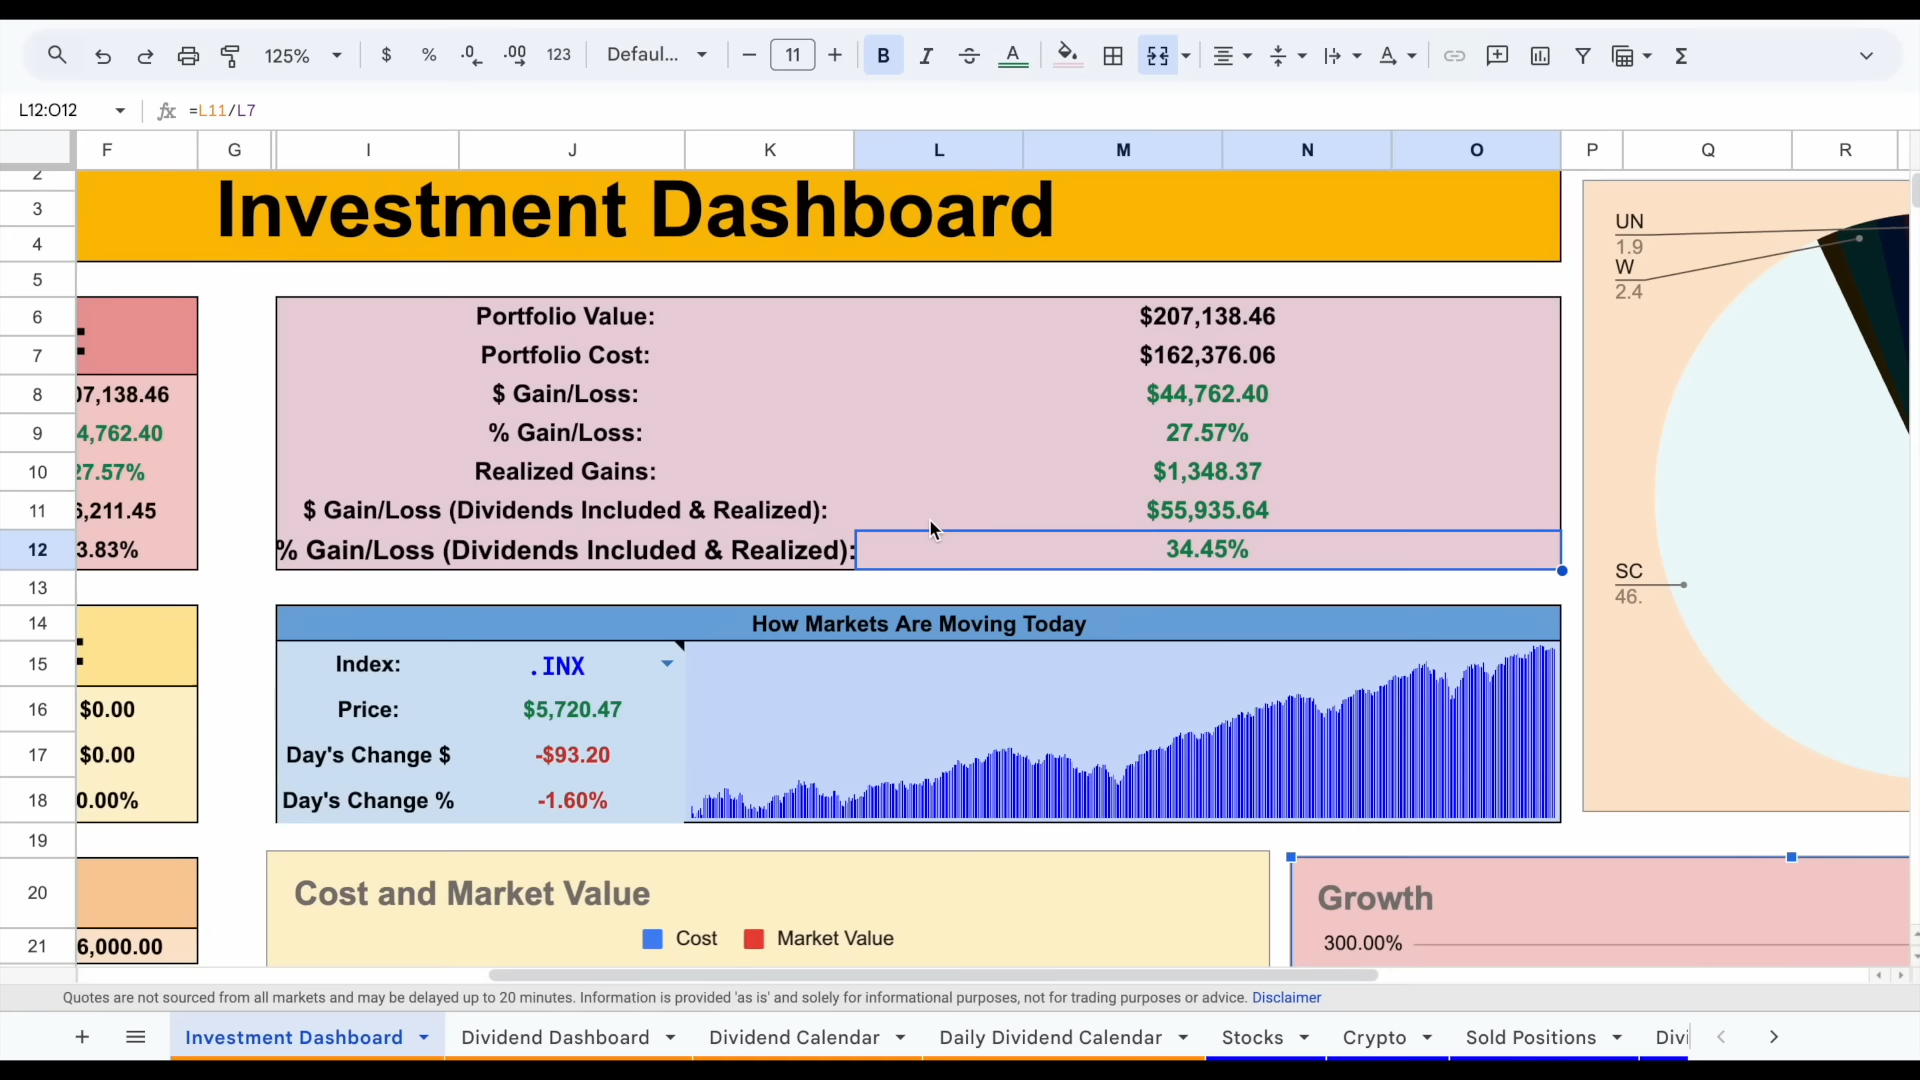 125%
$
%
.0
.00
123
Defaul...
11
B
I
A
A
Σ
L12:O12
fx
=L11/L7
F G I J K L M N O P Q R
2
3
4
5
6
7
8
9
10
11
12
13
14
15
16
17
18
19
20
21
Investment Dashboard
:
07,138.46
4,762.40
27.57%
6,211.45
3.83%
Portfolio Value: $207,138.46
Portfolio Cost: $162,376.06
$ Gain/Loss: $44,762.40
% Gain/Loss: 27.57%
Realized Gains: $1,348.37
$ Gain/Loss (Dividends Included & Realized): $55,935.64
% Gain/Loss (Dividends Included & Realized): 34.45%
UN
1.9
W
2.4
SC
46.
:
$0.00
$0.00
0.00%
How Markets Are Moving Today
Index: .INX
Price: $5,720.47
Day's Change $ -$93.20
Day's Change % -1.60%
6,000.00
Cost and Market Value
Cost Market Value
Growth
300.00%
Quotes are not sourced from all markets and may be delayed up to 20 minutes. Information is provided 'as is' and solely for informational purposes, not for trading purposes or advice. Disclaimer
Investment Dashboard Dividend Dashboard Dividend Calendar Daily Dividend Calendar Stocks Crypto Sold Positions Divi